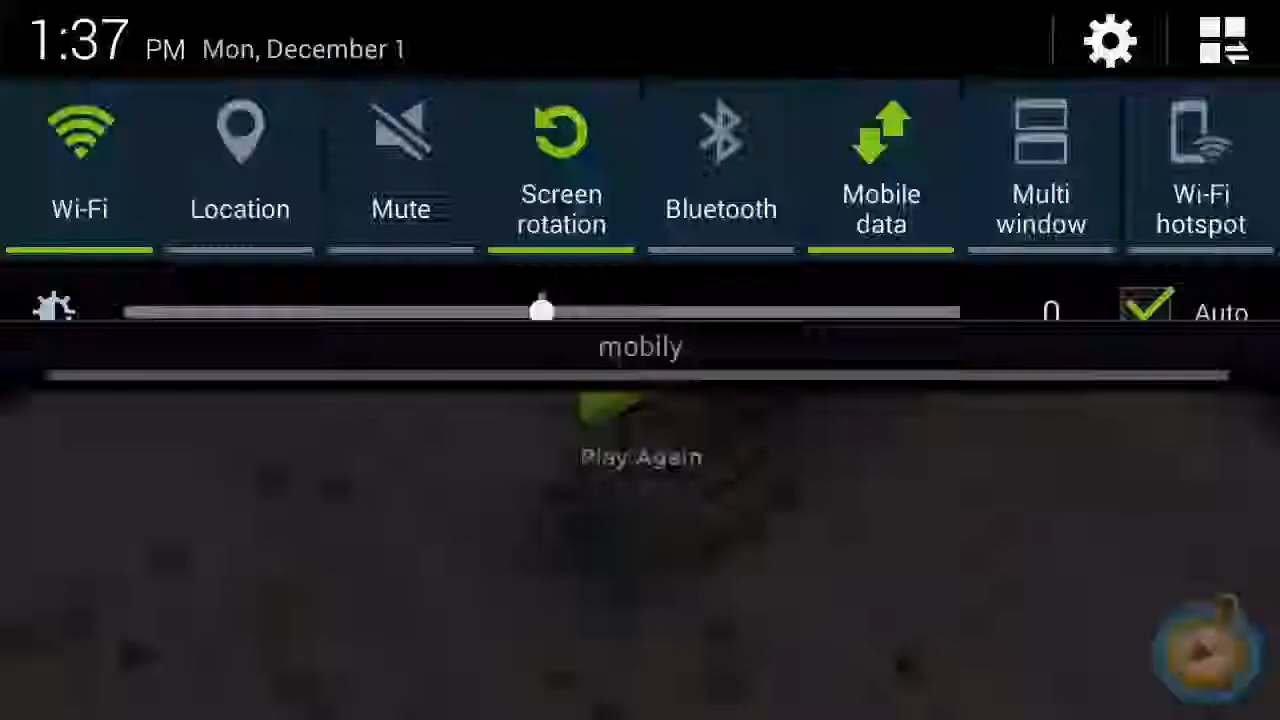 1:37 PM Mon, December 1
Wi-Fi
Location
Mute
Screen
rotation
Bluetooth
Mobile
data
Multi
window
Wi-Fi
hotspot
0
Auto
mobily
Play Again